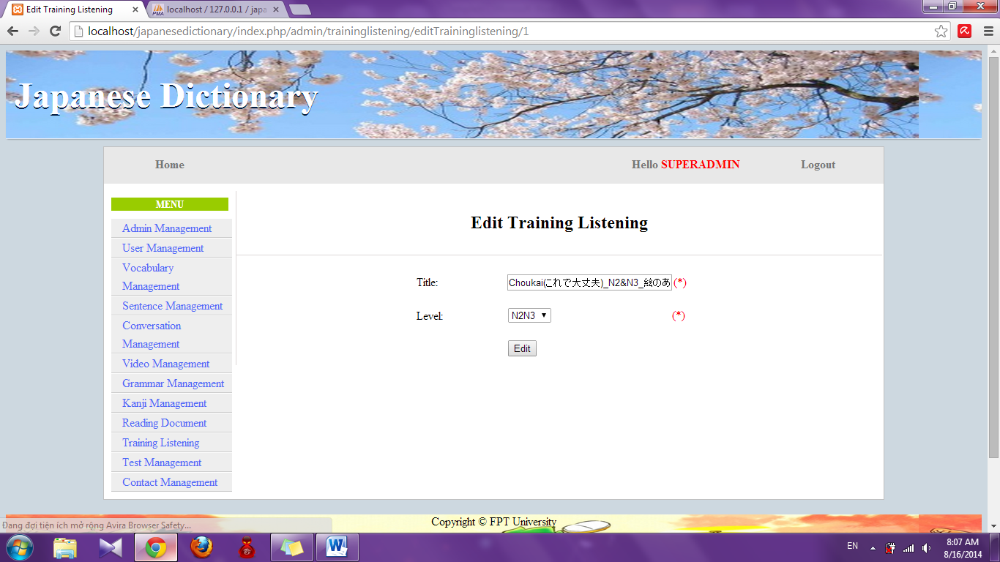 Edit Training Listening
localhost / 127.0.0.1 / japa
localhost/japanesedictionary/index.php/admin/traininglistening/editTraininglistening/1
Japanese Dictionary
Home
Hello SUPERADMIN
Logout
MENU
Admin Management
User Management
Vocabulary
Management
Sentence Management
Conversation
Management
Video Management
Grammar Management
Kanji Management
Reading Document
Training Listening
Test Management
Contact Management
Edit Training Listening
Title: Choukai(これで大丈夫)_N2&N3_絵のあ (*)
Level: N2N3 (*)
Edit
Copyright © FPT University
Đang đợi tiện ích mở rộng Avira Browser Safety...
EN
8:07 AM
8/16/2014